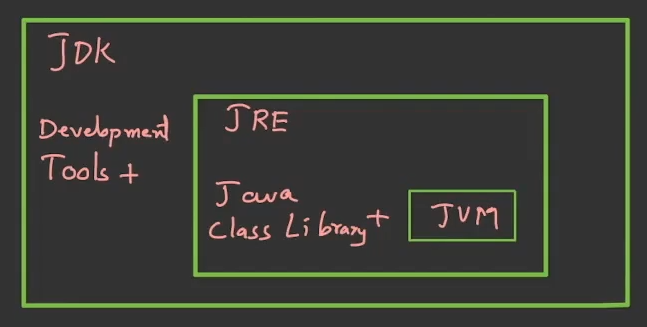 JDK
Development
Tools +
JRE
Java
Class Library +
JVM